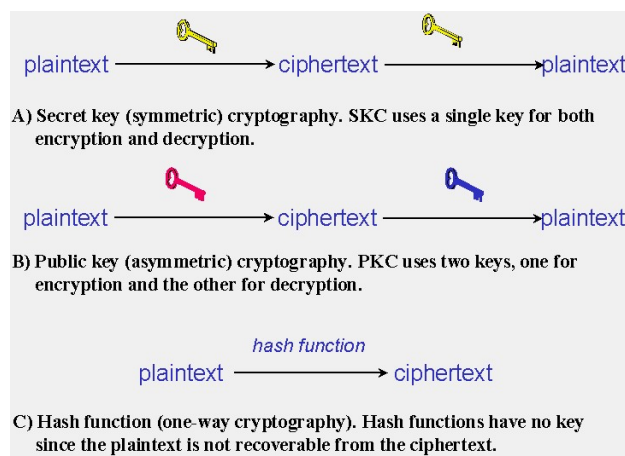 plaintext ciphertext plaintext
A) Secret key (symmetric) cryptography. SKC uses a single key for both
encryption and decryption.
plaintext ciphertext plaintext
B) Public key (asymmetric) cryptography. PKC uses two keys, one for
encryption and the other for decryption.
hash function
plaintext ciphertext
C) Hash function (one-way cryptography). Hash functions have no key
since the plaintext is not recoverable from the ciphertext.